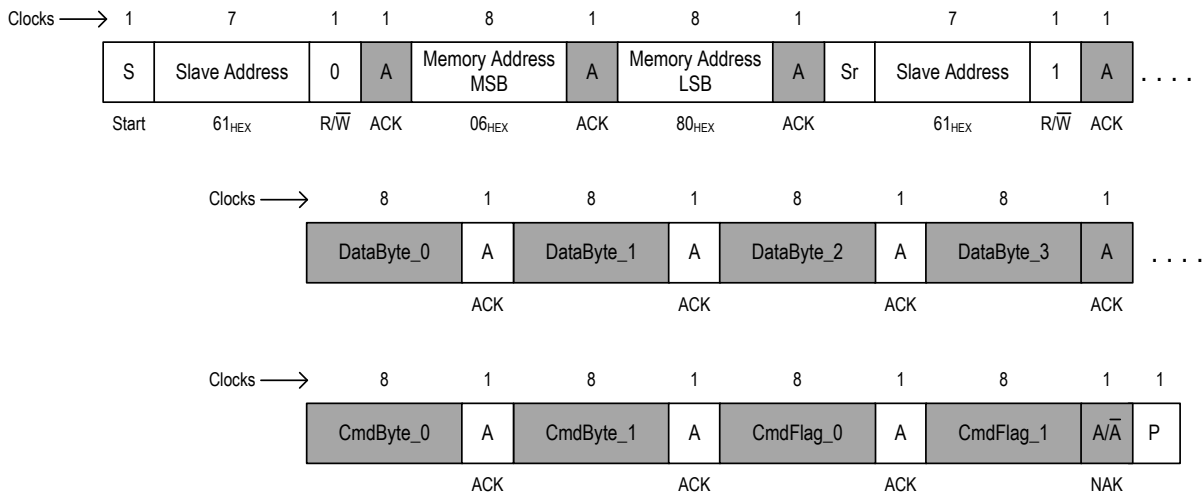 Clocks 1 7 1 1 8 1 8 1 7 1 1
S Slave Address 0 A Memory Address MSB A Memory Address LSB A Sr Slave Address 1 A . . . .
Start 61HEX R/W̅ ACK 06HEX ACK 80HEX ACK 61HEX R/W̅ ACK
Clocks 8 1 8 1 8 1 8 1
DataByte_0 A DataByte_1 A DataByte_2 A DataByte_3 A . . . .
ACK ACK ACK ACK
Clocks 8 1 8 1 8 1 8 1 1
CmdByte_0 A CmdByte_1 A CmdFlag_0 A CmdFlag_1 A/A̅ P
ACK ACK ACK NAK